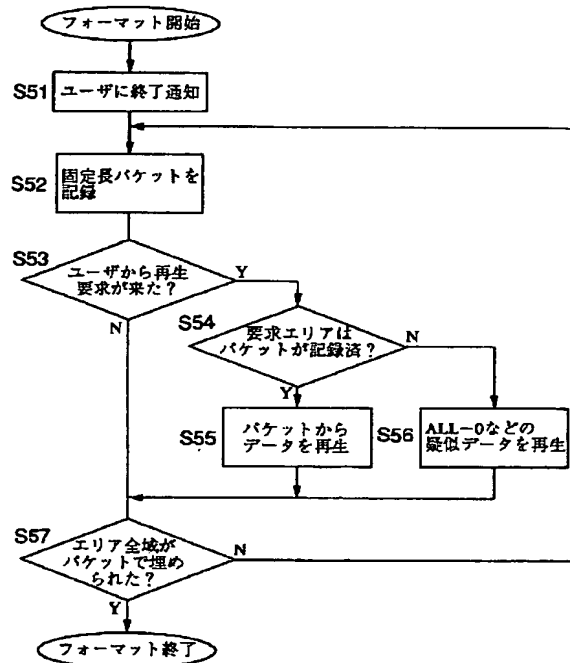 フォーマット開始
S51
ユーザに終了通知
S52
固定長パケットを
記録
S53
ユーザから再生
要求が来た？
Y
N
S54
要求エリアは
パケットが記録済？
N
Y
S55
パケットから
データを再生
S56
ALL-0などの
疑似データを再生
S57
エリア全域が
パケットで埋め
られた？
N
Y
フォーマット終了